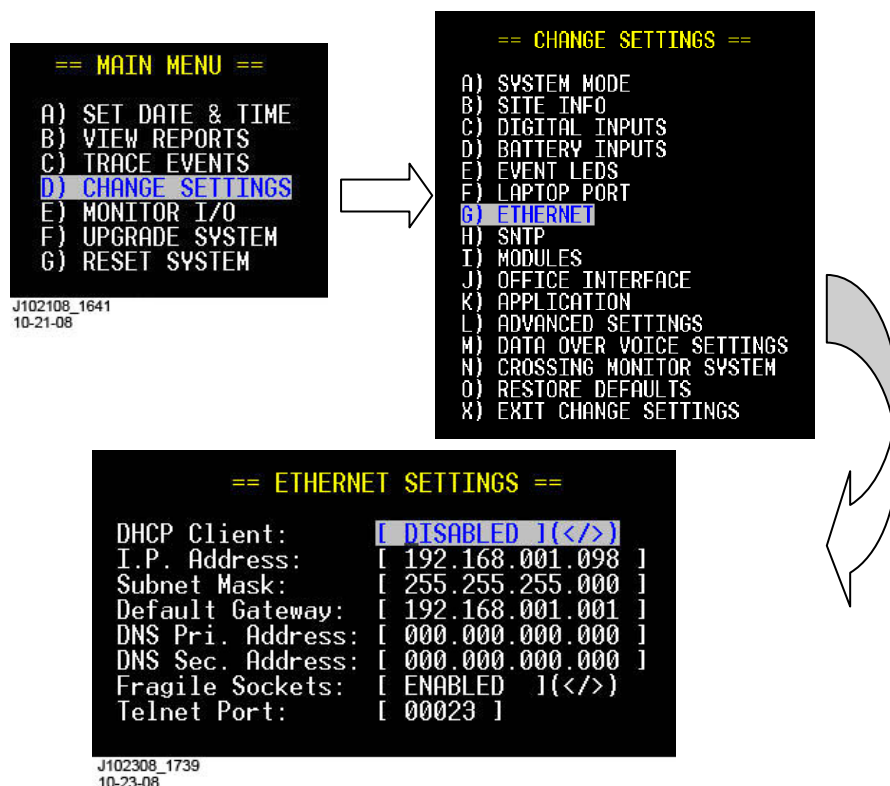 == MAIN MENU ==
A) SET DATE & TIME
B) VIEW REPORTS
C) TRACE EVENTS
D) CHANGE SETTINGS
E) MONITOR I/O
F) UPGRADE SYSTEM
G) RESET SYSTEM
J102108_1641
10-21-08
== CHANGE SETTINGS ==
A) SYSTEM MODE
B) SITE INFO
C) DIGITAL INPUTS
D) BATTERY INPUTS
E) EVENT LEDS
F) LAPTOP PORT
G) ETHERNET
H) SNTP
I) MODULES
J) OFFICE INTERFACE
K) APPLICATION
L) ADVANCED SETTINGS
M) DATA OVER VOICE SETTINGS
N) CROSSING MONITOR SYSTEM
O) RESTORE DEFAULTS
X) EXIT CHANGE SETTINGS
== ETHERNET SETTINGS ==
DHCP Client: [ DISABLED ](</>)
I.P. Address: [ 192.168.001.098 ]
Subnet Mask: [ 255.255.255.000 ]
Default Gateway: [ 192.168.001.001 ]
DNS Pri. Address: [ 000.000.000.000 ]
DNS Sec. Address: [ 000.000.000.000 ]
Fragile Sockets: [ ENABLED ](</>)
Telnet Port: [ 00023 ]
J102308_1739
10-23-08